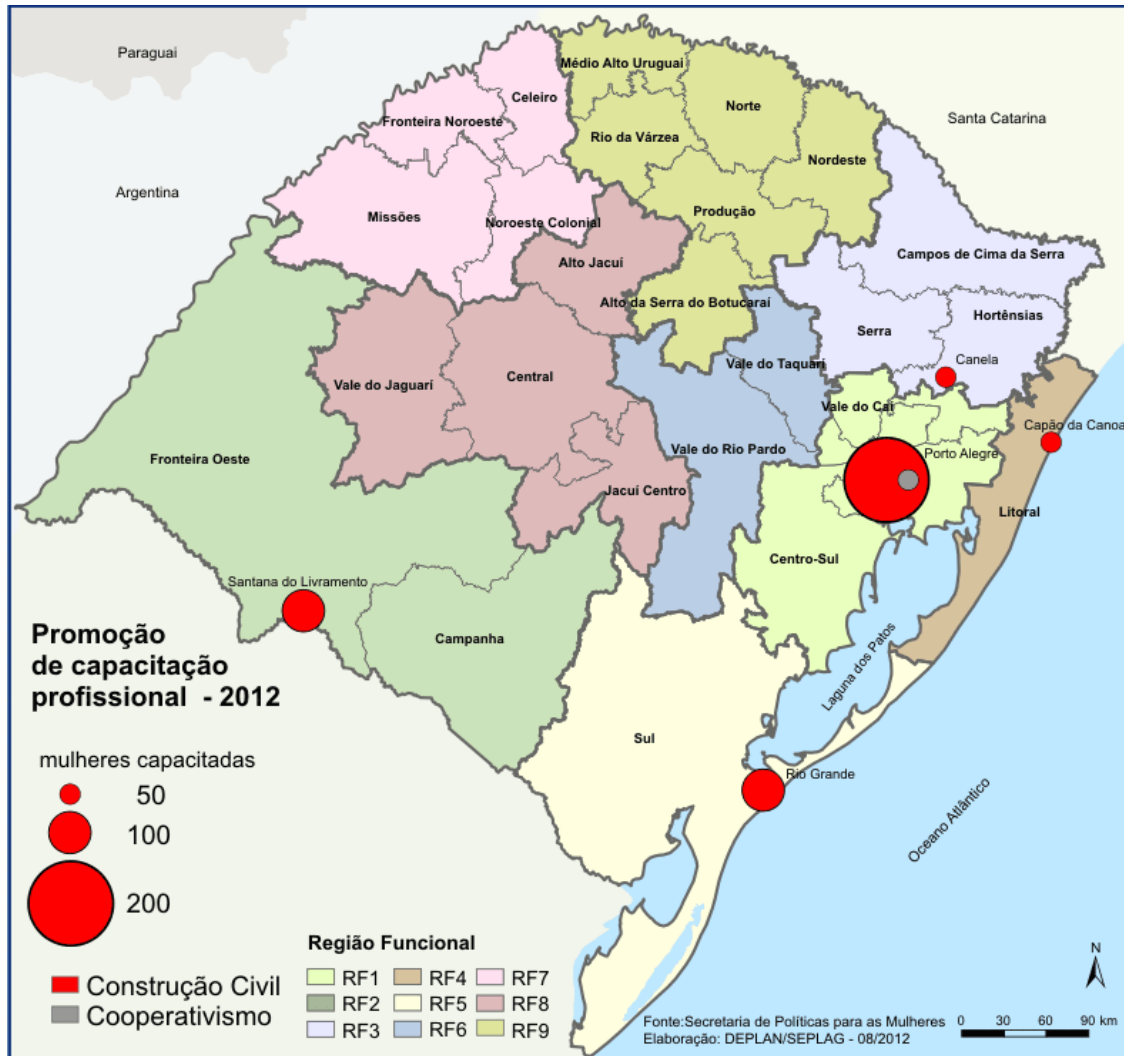 Paraguai
Santa Catarina
Argentina
Médio Alto Uruguai
Celeiro
Norte
Fronteira Noroeste
Rio da Várzea
Nordeste
Missões
Noroeste Colonial
Produção
Alto Jacuí
Campos de Cima da Serra
Alto da Serra do Botucaraí
Hortênsias
Serra
Canela
Vale do Taquarí
Central
Vale do Jaguarí
Vale do Caí
Capão da Canoa
Vale do Rio Pardo
Porto Alegre
Fronteira Oeste
Jacuí Centro
Litoral
Centro-Sul
Santana do Livramento
Campanha
Laguna dos Patos
Sul
Rio Grande
Oceano Atlântico
Promoção
de capacitação
profissional - 2012
mulheres capacitadas
50
100
200
Construção Civil
Cooperativismo
Região Funcional
RF1 RF4 RF7
RF2 RF5 RF8
RF3 RF6 RF9
N
Fonte:Secretaria de Políticas para as Mulheres
Elaboração: DEPLAN/SEPLAG - 08/2012
0 30 60 90 km